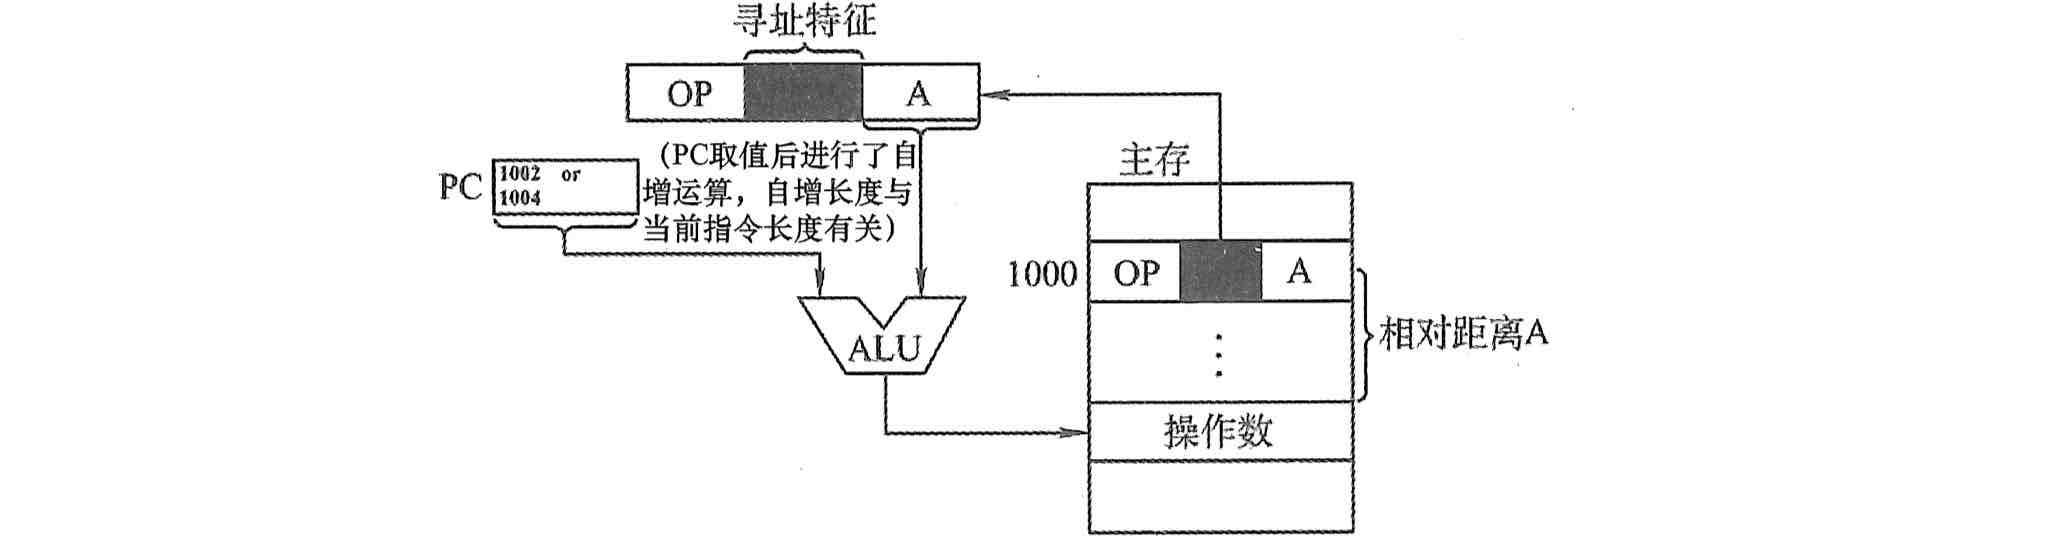 寻址特征
OP
A
(PC取值后进行了自
增运算，自增长度与
当前指令长度有关)
PC
1002 or
1004
ALU
主存
1000
OP
A
相对距离A
操作数